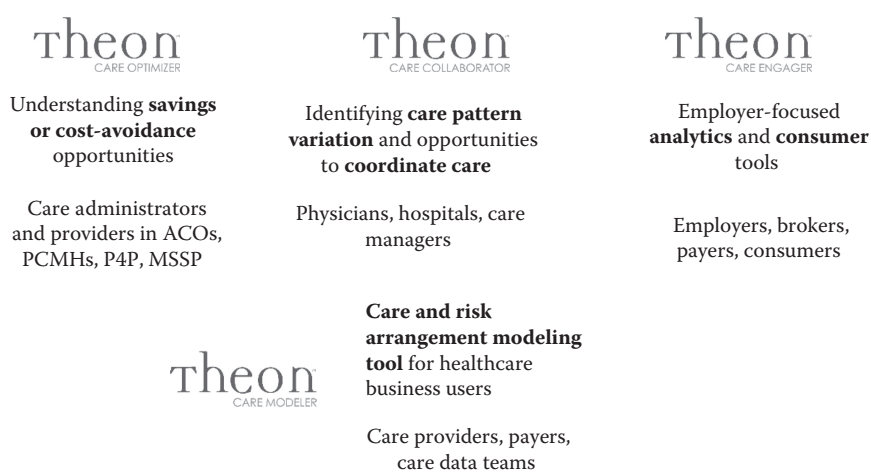 Theon
CARE OPTIMIZER
Understanding savings
or cost-avoidance
opportunities
Care administrators
and providers in ACOs,
PCMHs, P4P, MSSP
Theon
CARE COLLABORATOR
Identifying care pattern
variation and opportunities
to coordinate care
Physicians, hospitals, care
managers
Theon
CARE ENGAGER
Employer-focused
analytics and consumer
tools
Employers, brokers,
payers, consumers
Theon
CARE MODELER
Care and risk
arrangement modeling
tool for healthcare
business users
Care providers, payers,
care data teams